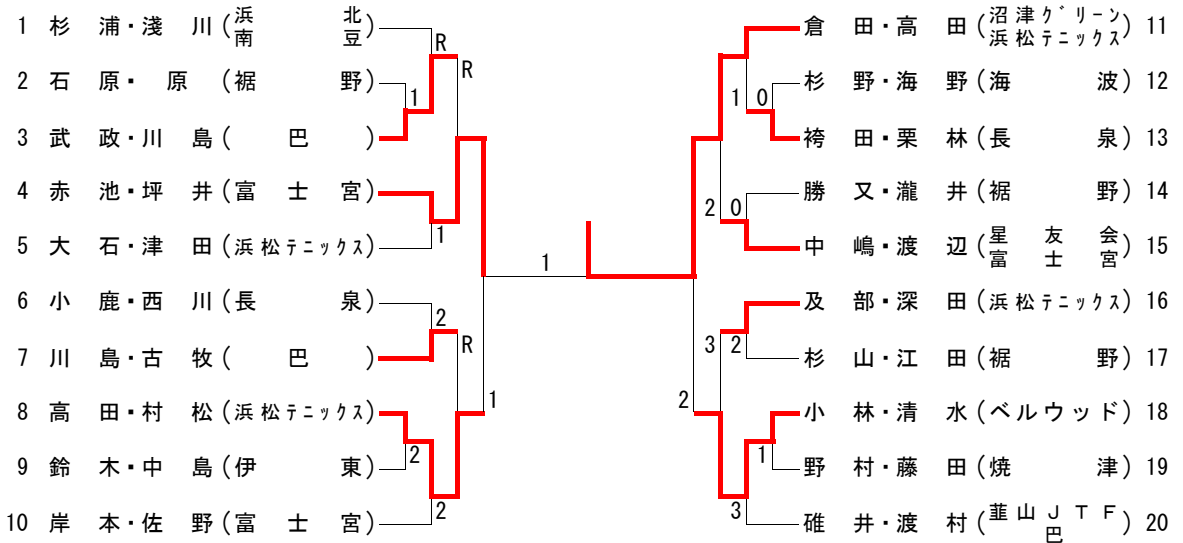 1 杉浦・淺川(浜北 南豆)
2 石原・原(裾野)
3 武政・川島(巴)
4 赤池・坪井(富士宮)
5 大石・津田(浜松テニックス)
6 小鹿・西川(長泉)
7 川島・古牧(巴)
8 高田・村松(浜松テニックス)
9 鈴木・中島(伊東)
10 岸本・佐野(富士宮)
R
R
1
1
2
R
1
2
2
1
倉田・高田(沼津グリーン 浜松テニックス) 11
杉野・海野(海波) 12
袴田・栗林(長泉) 13
勝又・瀧井(裾野) 14
中嶋・渡辺(星友会 富士宮) 15
及部・深田(浜松テニックス) 16
杉山・江田(裾野) 17
小林・清水(ベルウッド) 18
野村・藤田(焼津) 19
碓井・渡村(韮山JTF 巴) 20
1 0
2 0
3 2
2
1
3